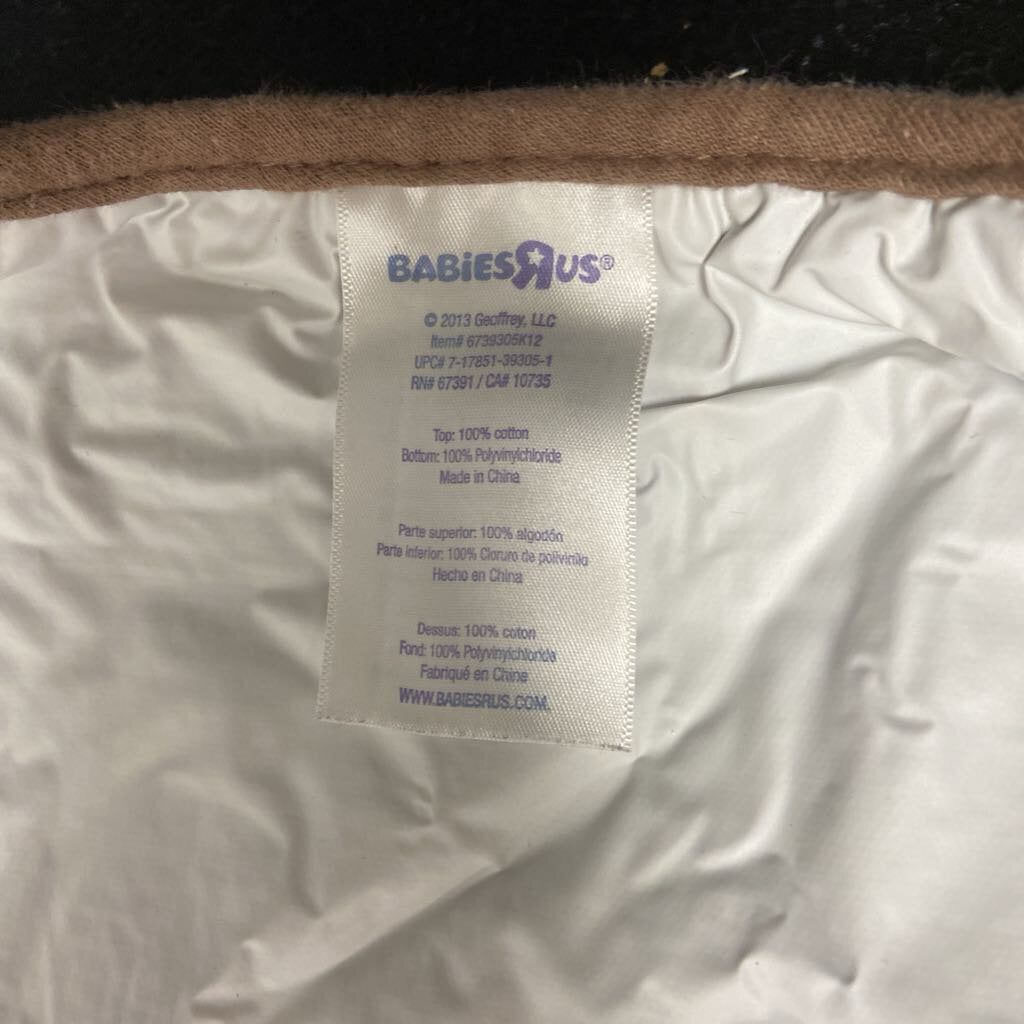 BABiESRUS®
© 2013 Geoffrey, LLC
Item# 6739305K12
UPC# 7-17851-39305-1
RN# 67391 / CA# 10735
Top: 100% cotton
Bottom: 100% Polyvinylchloride
Made in China
Parte superior: 100% algodón
Parte inferior: 100% Cloruro de polivinilo
Hecho en China
Dessus: 100% coton
Fond: 100% Polyvinylchloride
Fabriqué en Chine
WWW.BABIESRUS.COM.